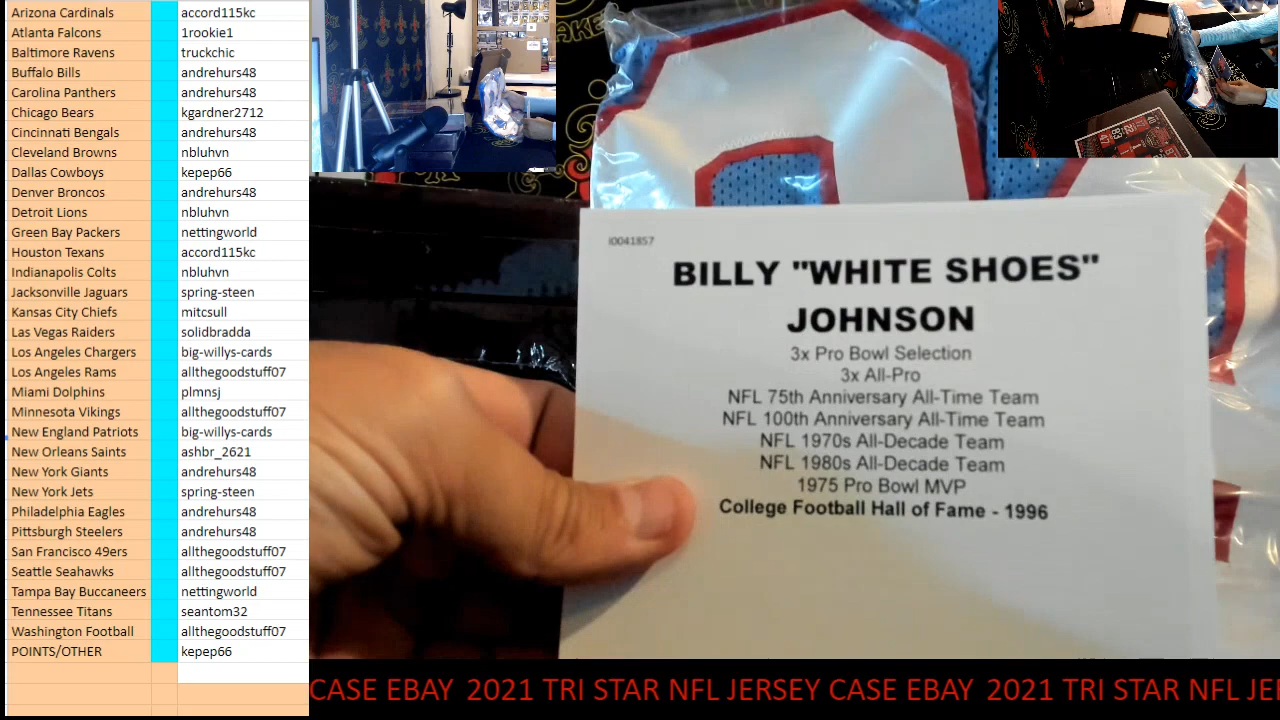 Arizona Cardinals accord115kc
Atlanta Falcons 1rookie1
Baltimore Ravens truckchic
Buffalo Bills andrehurs48
Carolina Panthers andrehurs48
Chicago Bears kgardner2712
Cincinnati Bengals andrehurs48
Cleveland Browns nbluhvn
Dallas Cowboys kepep66
Denver Broncos andrehurs48
Detroit Lions nbluhvn
Green Bay Packers nettingworld
Houston Texans accord115kc
Indianapolis Colts nbluhvn
Jacksonville Jaguars spring-steen
Kansas City Chiefs mitcsull
Las Vegas Raiders solidbradda
Los Angeles Chargers big-willys-cards
Los Angeles Rams allthegoodstuff07
Miami Dolphins plmnsj
Minnesota Vikings allthegoodstuff07
New England Patriots big-willys-cards
New Orleans Saints ashbr_2621
New York Giants andrehurs48
New York Jets spring-steen
Philadelphia Eagles andrehurs48
Pittsburgh Steelers andrehurs48
San Francisco 49ers allthegoodstuff07
Seattle Seahawks allthegoodstuff07
Tampa Bay Buccaneers nettingworld
Tennessee Titans seantom32
Washington Football allthegoodstuff07
POINTS/OTHER kepep66
I0041857
BILLY "WHITE SHOES"
JOHNSON
3x Pro Bowl Selection
3x All-Pro
NFL 75th Anniversary All-Time Team
NFL 100th Anniversary All-Time Team
NFL 1970s All-Decade Team
NFL 1980s All-Decade Team
1975 Pro Bowl MVP
College Football Hall of Fame - 1996
CASE EBAY 2021 TRI STAR NFL JERSEY CASE EBAY 2021 TRI STAR NFL JE